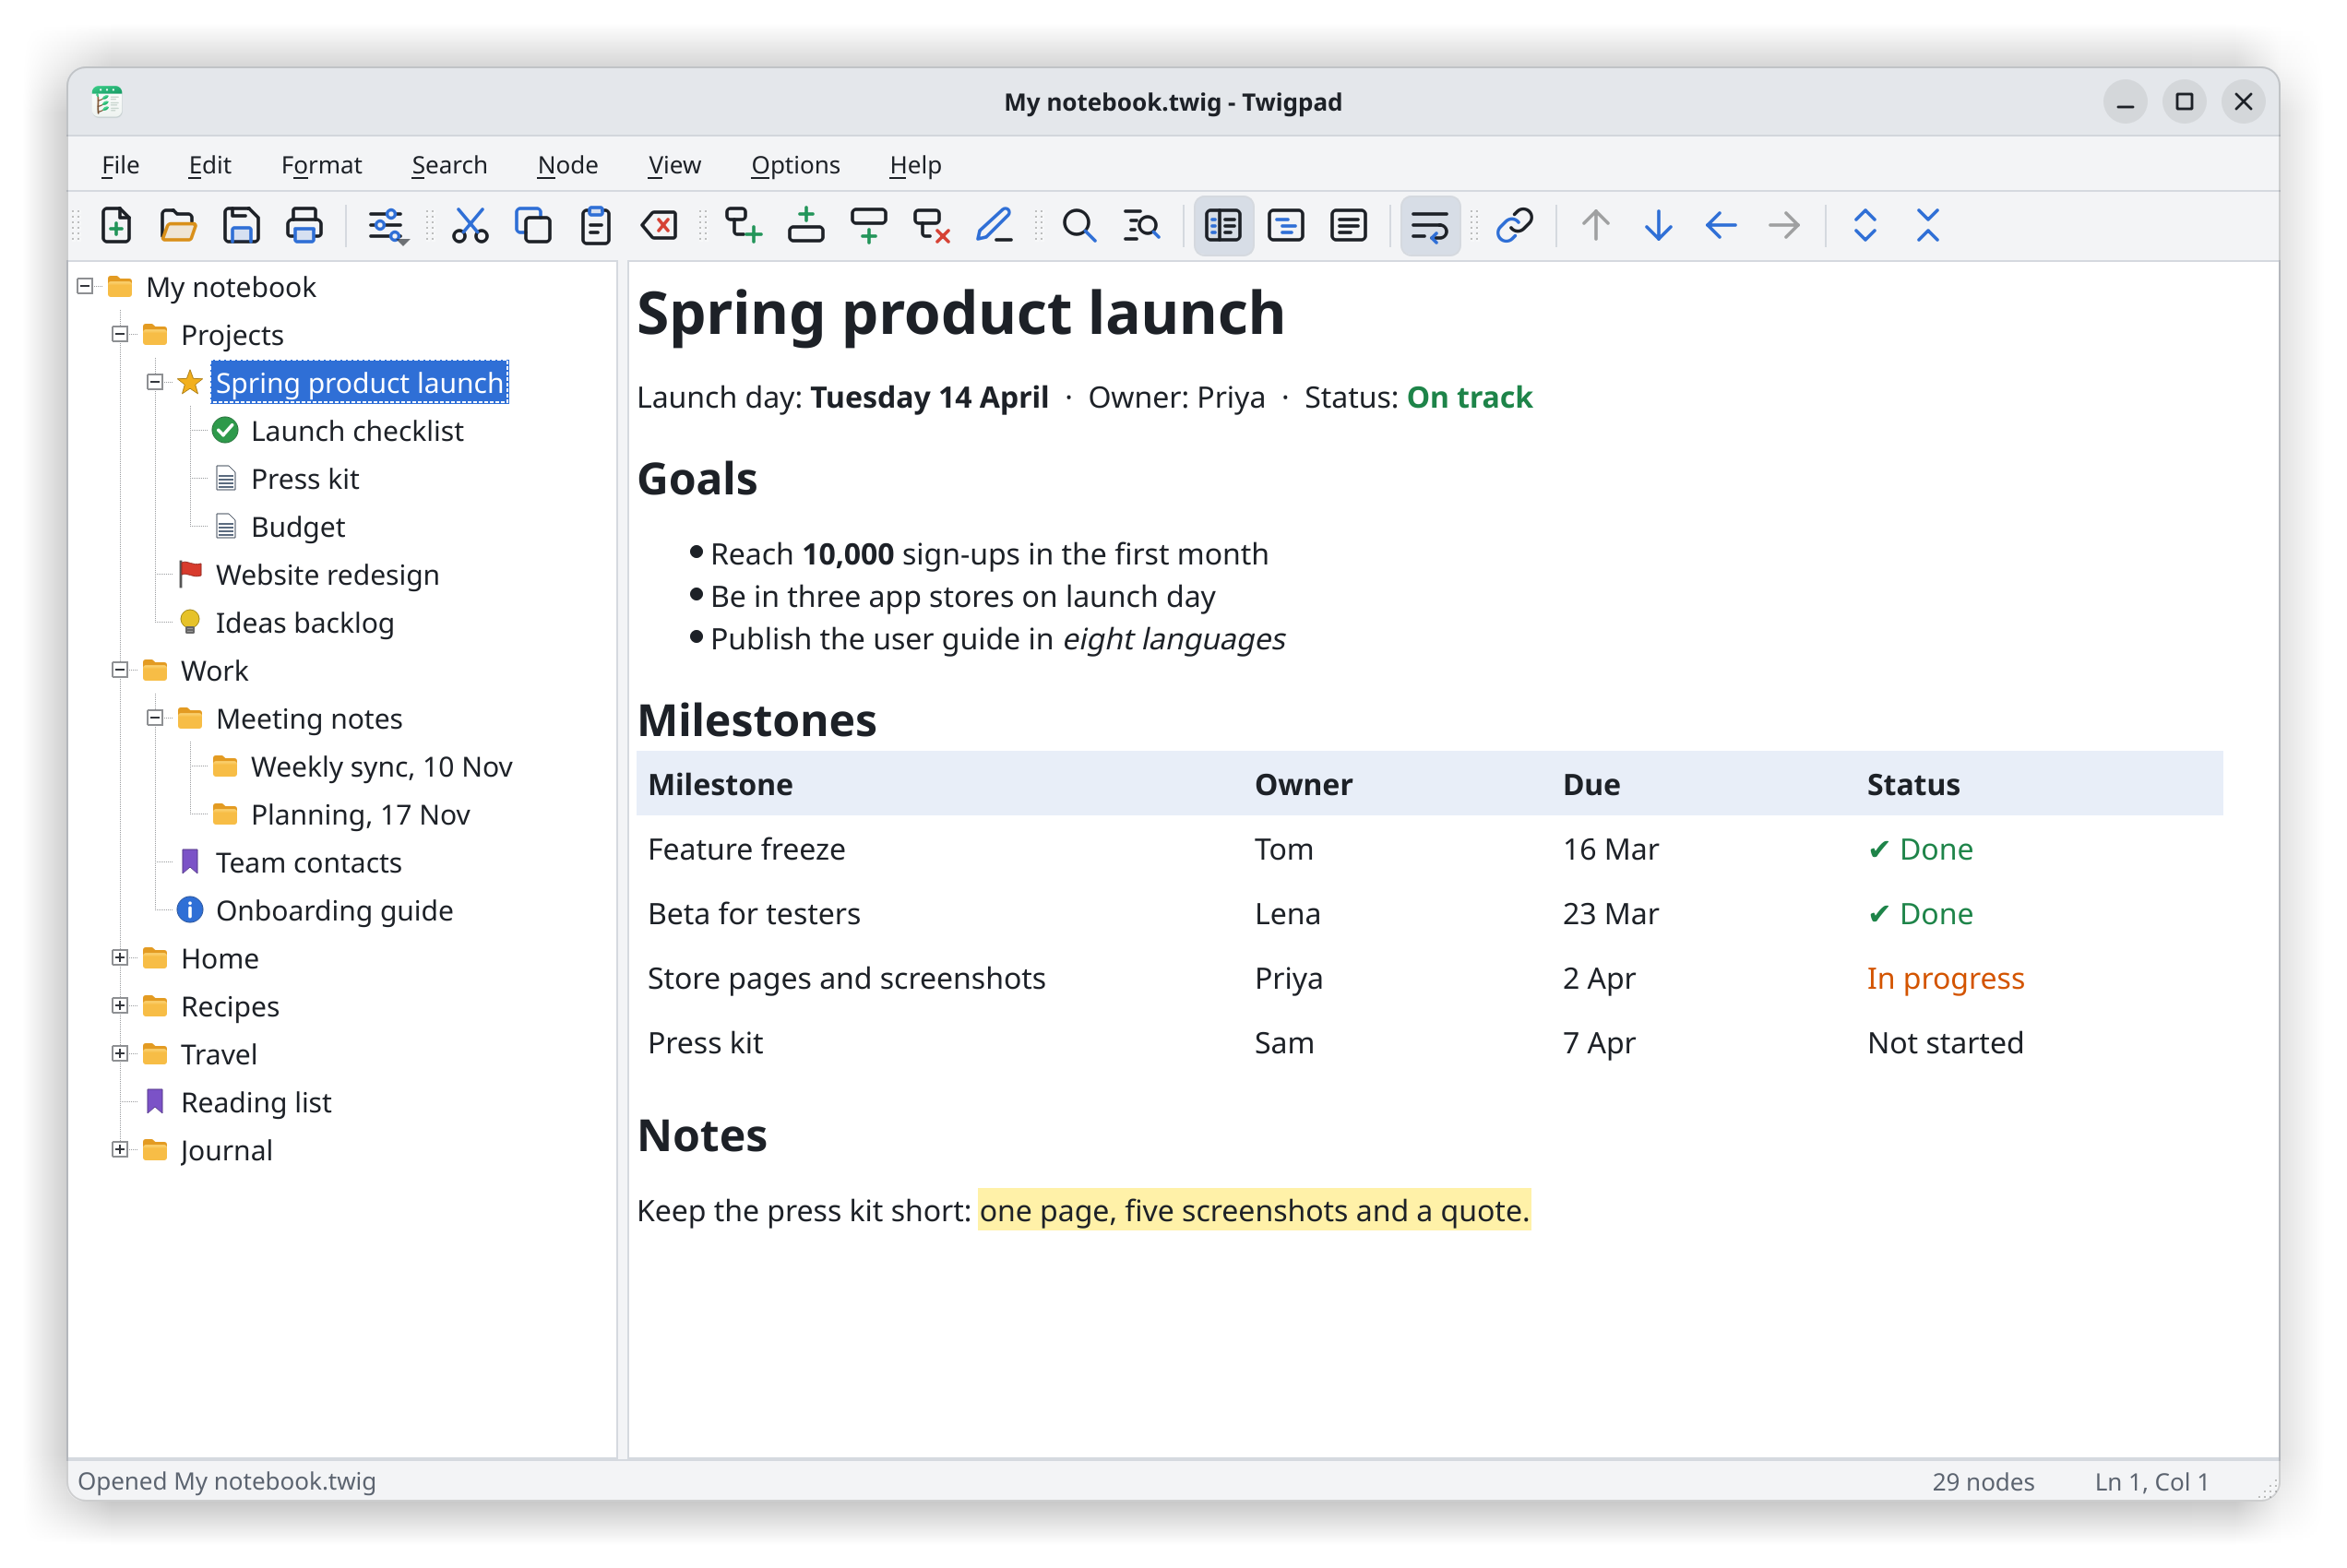 My notebook.twig - Twigpad
File Edit Format Search Node View Options Help
My notebook
Projects
Spring product launch
Launch checklist
Press kit
Budget
Website redesign
Ideas backlog
Work
Meeting notes
Weekly sync, 10 Nov
Planning, 17 Nov
Team contacts
Onboarding guide
Home
Recipes
Travel
Reading list
Journal
Spring product launch
Launch day: Tuesday 14 April · Owner: Priya · Status: On track
Goals
● Reach 10,000 sign-ups in the first month
● Be in three app stores on launch day
● Publish the user guide in eight languages
Milestones
Milestone Owner Due Status
Feature freeze Tom 16 Mar ✔ Done
Beta for testers Lena 23 Mar ✔ Done
Store pages and screenshots Priya 2 Apr In progress
Press kit Sam 7 Apr Not started
Notes
Keep the press kit short: one page, five screenshots and a quote.
Opened My notebook.twig 29 nodes Ln 1, Col 1